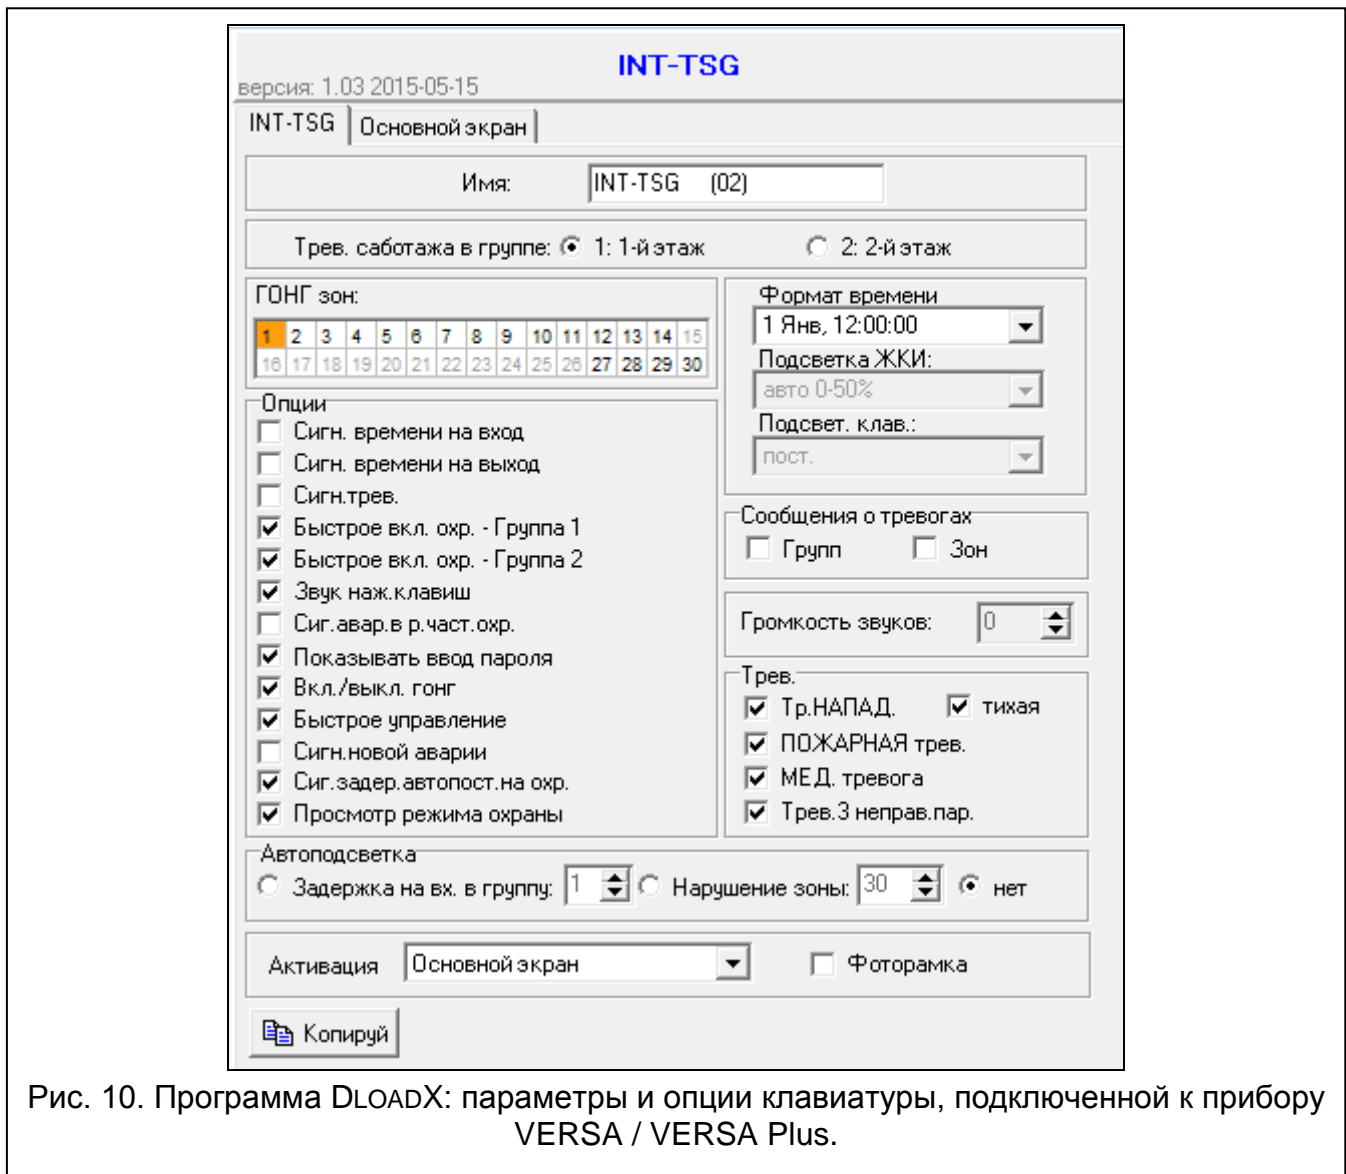 INT-TSG
версия: 1.03 2015-05-15
INT-TSG Основной экран
Имя: INT-TSG (02)
Трев. саботажа в группе: 1: 1-й этаж 2: 2-й этаж
ГОНГ зон:
1 2 3 4 5 6 7 8 9 10 11 12 13 14 15
16 17 18 19 20 21 22 23 24 25 26 27 28 29 30
Опции
Сигн. времени на вход
Сигн. времени на выход
Сигн.трев.
Быстрое вкл. охр. - Группа 1
Быстрое вкл. охр. - Группа 2
Звук наж.клавиш
Сиг.авар.в р.част.охр.
Показывать ввод пароля
Вкл./выкл. гонг
Быстрое управление
Сигн.новой аварии
Сиг.задер.автопост.на охр.
Просмотр режима охраны
Формат времени
1 Янв, 12:00:00
Подсветка ЖКИ:
авто 0-50%
Подсвет. клав.:
пост.
Сообщения о тревогах
Групп Зон
Громкость звуков: 0
Трев.
Тр.НАПАД. тихая
ПОЖАРНАЯ трев.
МЕД. тревога
Трев.3 неправ.пар.
Автоподсветка
Задержка на вх. в группу: 1 Нарушение зоны: 30 нет
Активация Основной экран Фоторамка
Копируй
Рис. 10. Программа DLOADX: параметры и опции клавиатуры, подключенной к прибору
VERSA / VERSA Plus.